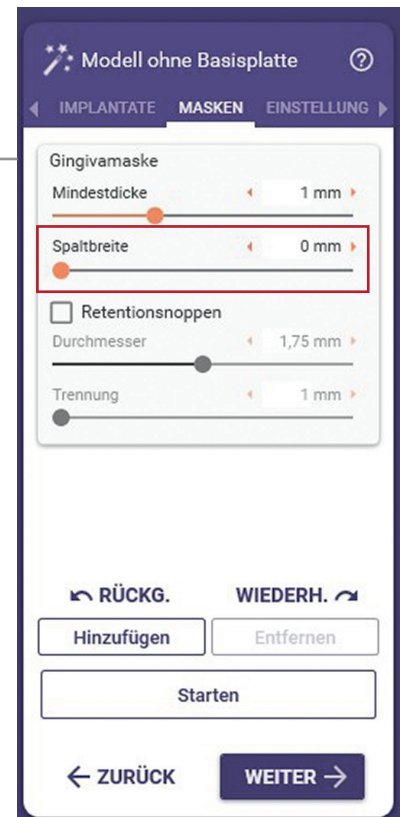 Modell ohne Basisplatte ?
IMPLANTATE MASKEN EINSTELLUNG
Gingivamaske
Mindestdicke 1 mm
Spaltbreite 0 mm
Retentionsnoppen
Durchmesser 1,75 mm
Trennung 1 mm
RÜCKG. WIEDERH.
Hinzufügen Entfernen
Starten
ZURÜCK WEITER